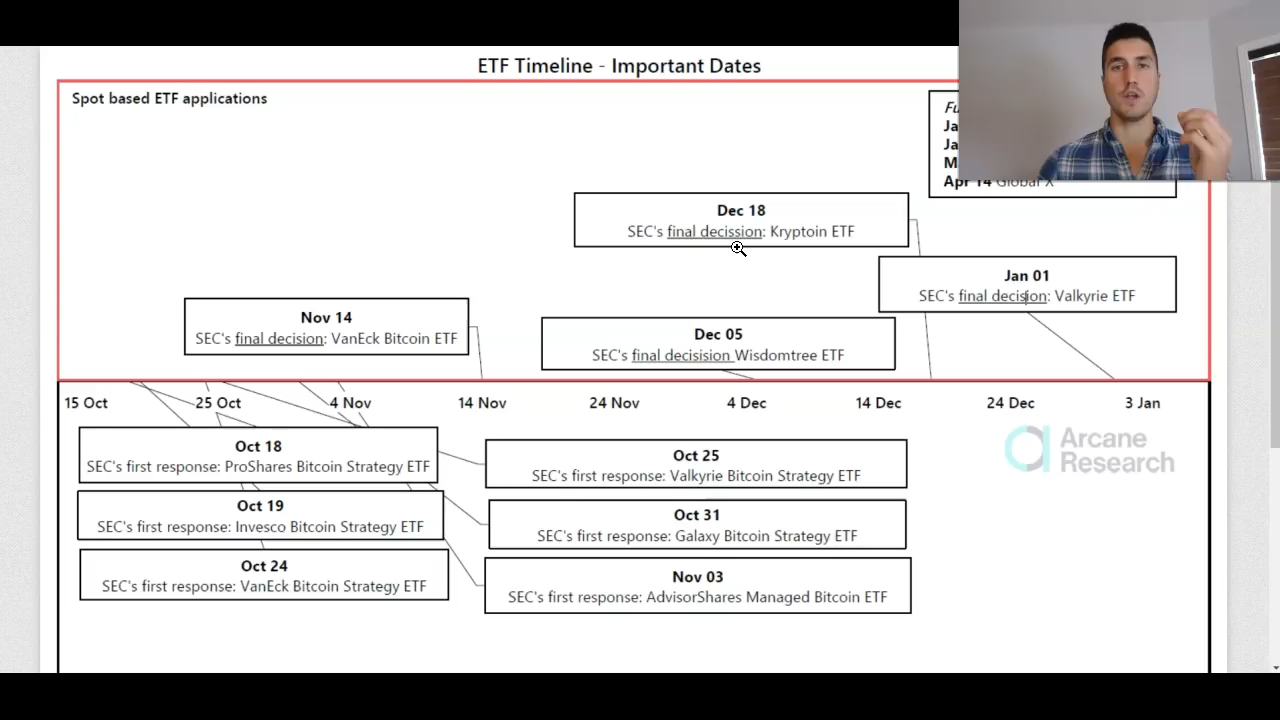 ETF Timeline - Important Dates
Spot based ETF applications
Apr 14 Global X
Dec 18
SEC's final decission: Kryptoin ETF
Jan 01
SEC's final decision: Valkyrie ETF
Nov 14
SEC's final decision: VanEck Bitcoin ETF
Dec 05
SEC's final decisision Wisdomtree ETF
15 Oct 25 Oct 4 Nov 14 Nov 24 Nov 4 Dec 14 Dec 24 Dec 3 Jan
Oct 18
SEC's first response: ProShares Bitcoin Strategy ETF
Oct 25
SEC's first response: Valkyrie Bitcoin Strategy ETF
Arcane
Research
Oct 19
SEC's first response: Invesco Bitcoin Strategy ETF
Oct 31
SEC's first response: Galaxy Bitcoin Strategy ETF
Oct 24
SEC's first response: VanEck Bitcoin Strategy ETF
Nov 03
SEC's first response: AdvisorShares Managed Bitcoin ETF